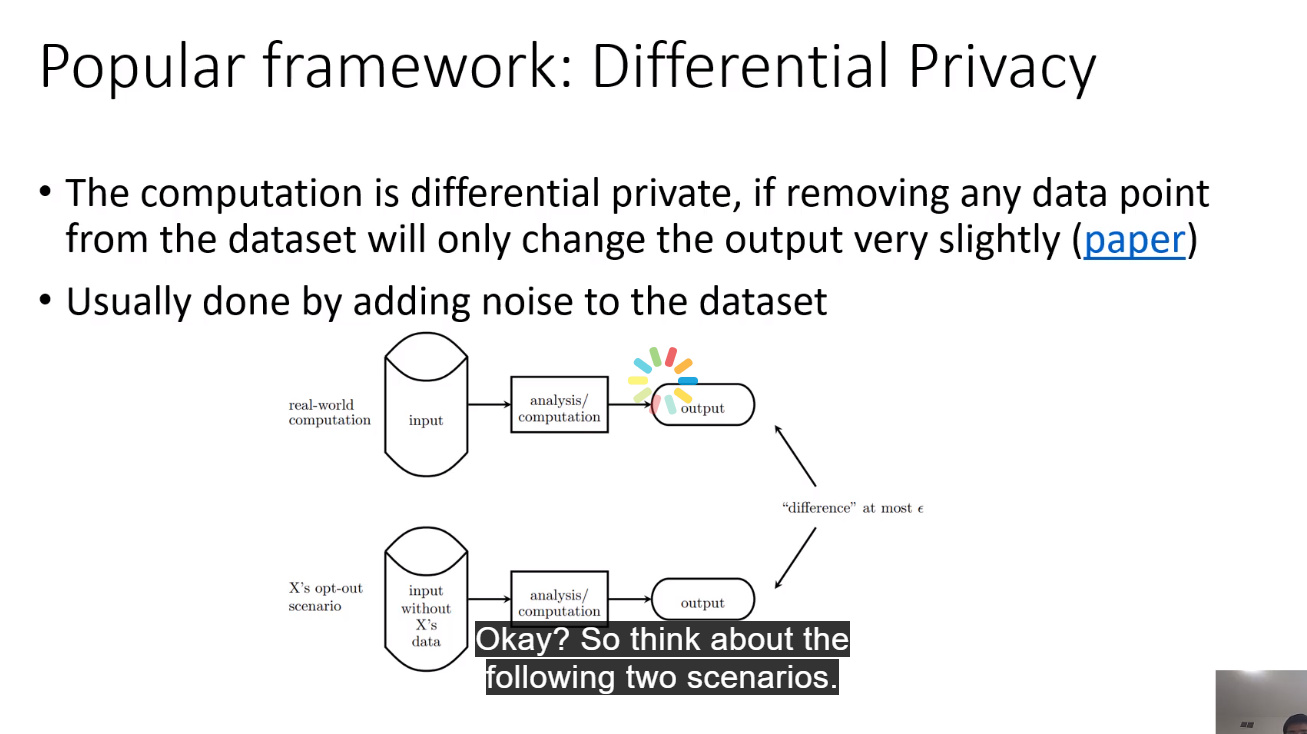 Popular framework: Differential Privacy
• The computation is differential private, if removing any data point
from the dataset will only change the output very slightly (paper)
• Usually done by adding noise to the dataset
real-world
computation
input
analysis/
computation
output
“difference” at most ϵ
X's opt-out
scenario
input
without
X's
data
analysis/
computation
output
Okay? So think about the
following two scenarios.